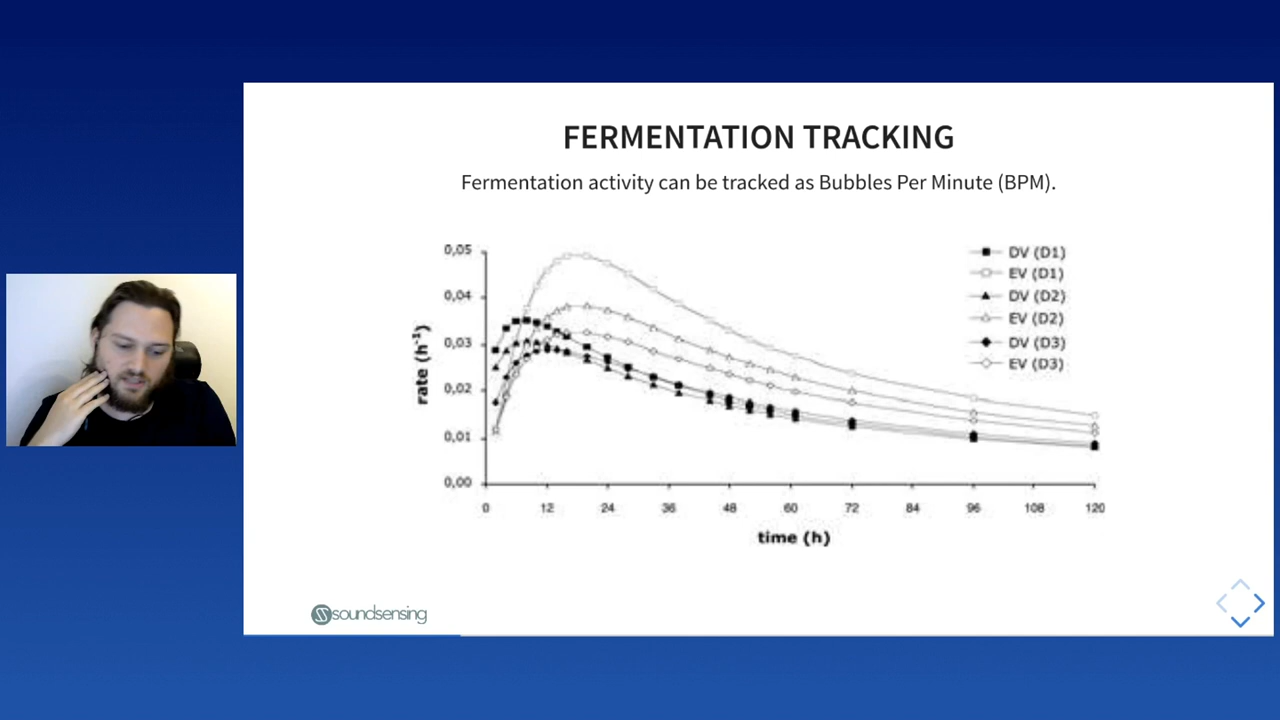 FERMENTATION TRACKING
Fermentation activity can be tracked as Bubbles Per Minute (BPM).
0,05
0,04
0,03
0,02
0,01
0,00
rate (h⁻¹)
DV (D1)
EV (D1)
DV (D2)
EV (D2)
DV (D3)
EV (D3)
0 12 24 36 48 60 72 84 96 108 120
time (h)
soundsensing